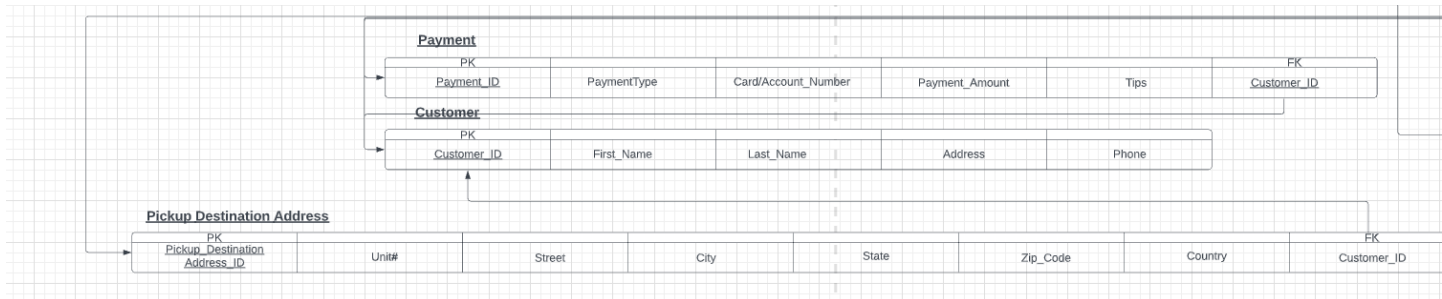 Payment
PK FK
Payment_ID PaymentType Card/Account_Number Payment_Amount Tips Customer_ID
Customer
PK
Customer_ID First_Name Last_Name Address Phone
Pickup Destination Address
PK FK
Pickup_Destination
Address_ID Unit# Street City State Zip_Code Country Customer_ID